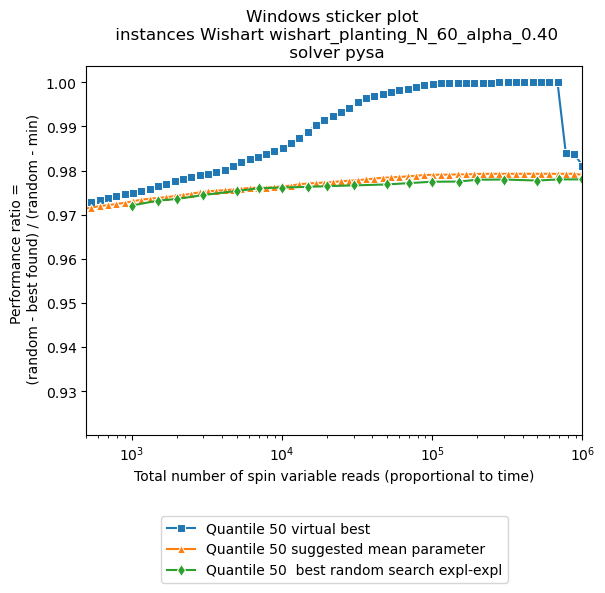 Windows sticker plot
instances Wishart wishart_planting_N_60_alpha_0.40
solver pysa
Performance ratio =
(random - best found) / (random - min)
1.00
0.99
0.98
0.97
0.96
0.95
0.94
0.93
10³
10⁴
10⁵
10⁶
Total number of spin variable reads (proportional to time)
Quantile 50 virtual best
Quantile 50 suggested mean parameter
Quantile 50  best random search expl-expl